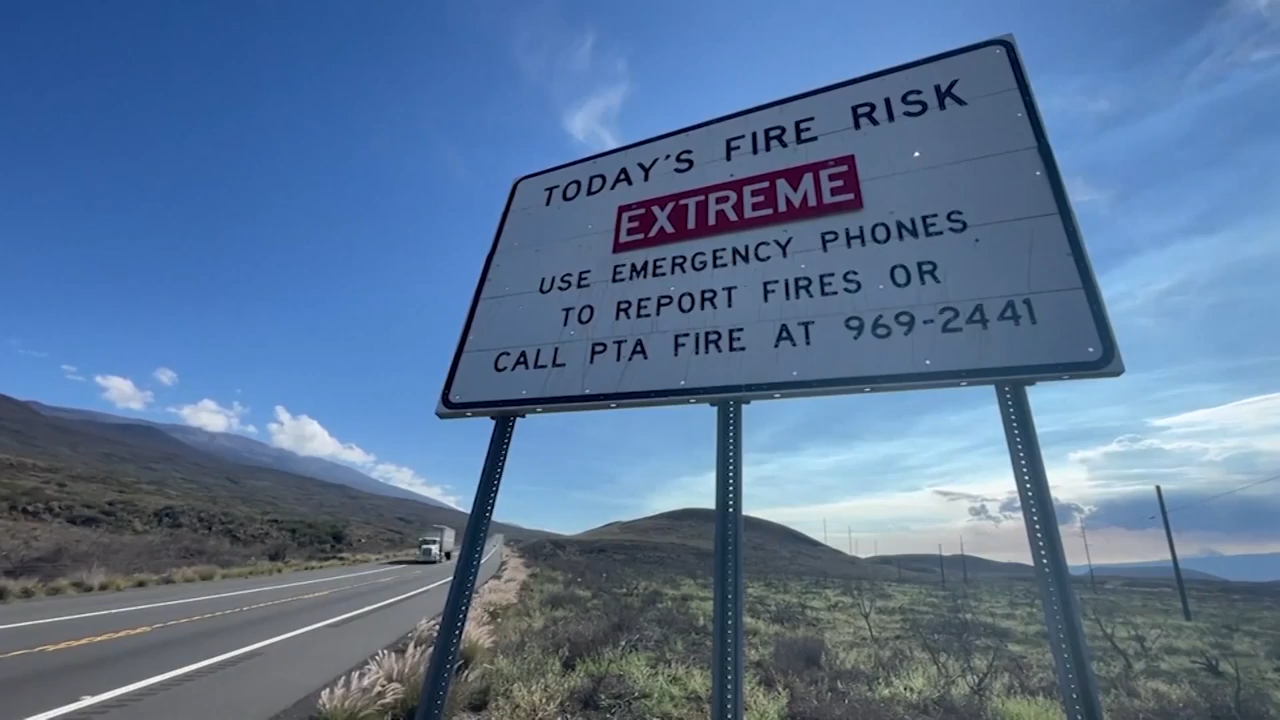 TODAY'S FIRE RISK
EXTREME
USE EMERGENCY PHONES
TO REPORT FIRES OR
CALL PTA FIRE AT 969-2441